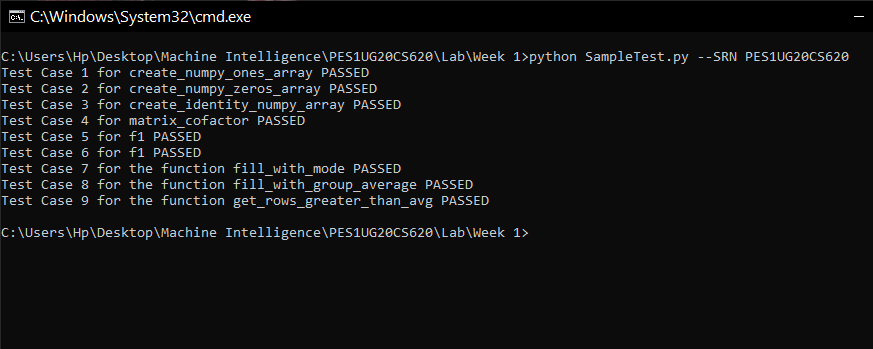 C:\Windows\System32\cmd.exe
C:\Users\Hp\Desktop\Machine Intelligence\PES1UG20CS620\Lab\Week 1>python SampleTest.py --SRN PES1UG20CS620
Test Case 1 for create_numpy_ones_array PASSED
Test Case 2 for create_numpy_zeros_array PASSED
Test Case 3 for create_identity_numpy_array PASSED
Test Case 4 for matrix_cofactor PASSED
Test Case 5 for f1 PASSED
Test Case 6 for f1 PASSED
Test Case 7 for the function fill_with_mode PASSED
Test Case 8 for the function fill_with_group_average PASSED
Test Case 9 for the function get_rows_greater_than_avg PASSED
C:\Users\Hp\Desktop\Machine Intelligence\PES1UG20CS620\Lab\Week 1>